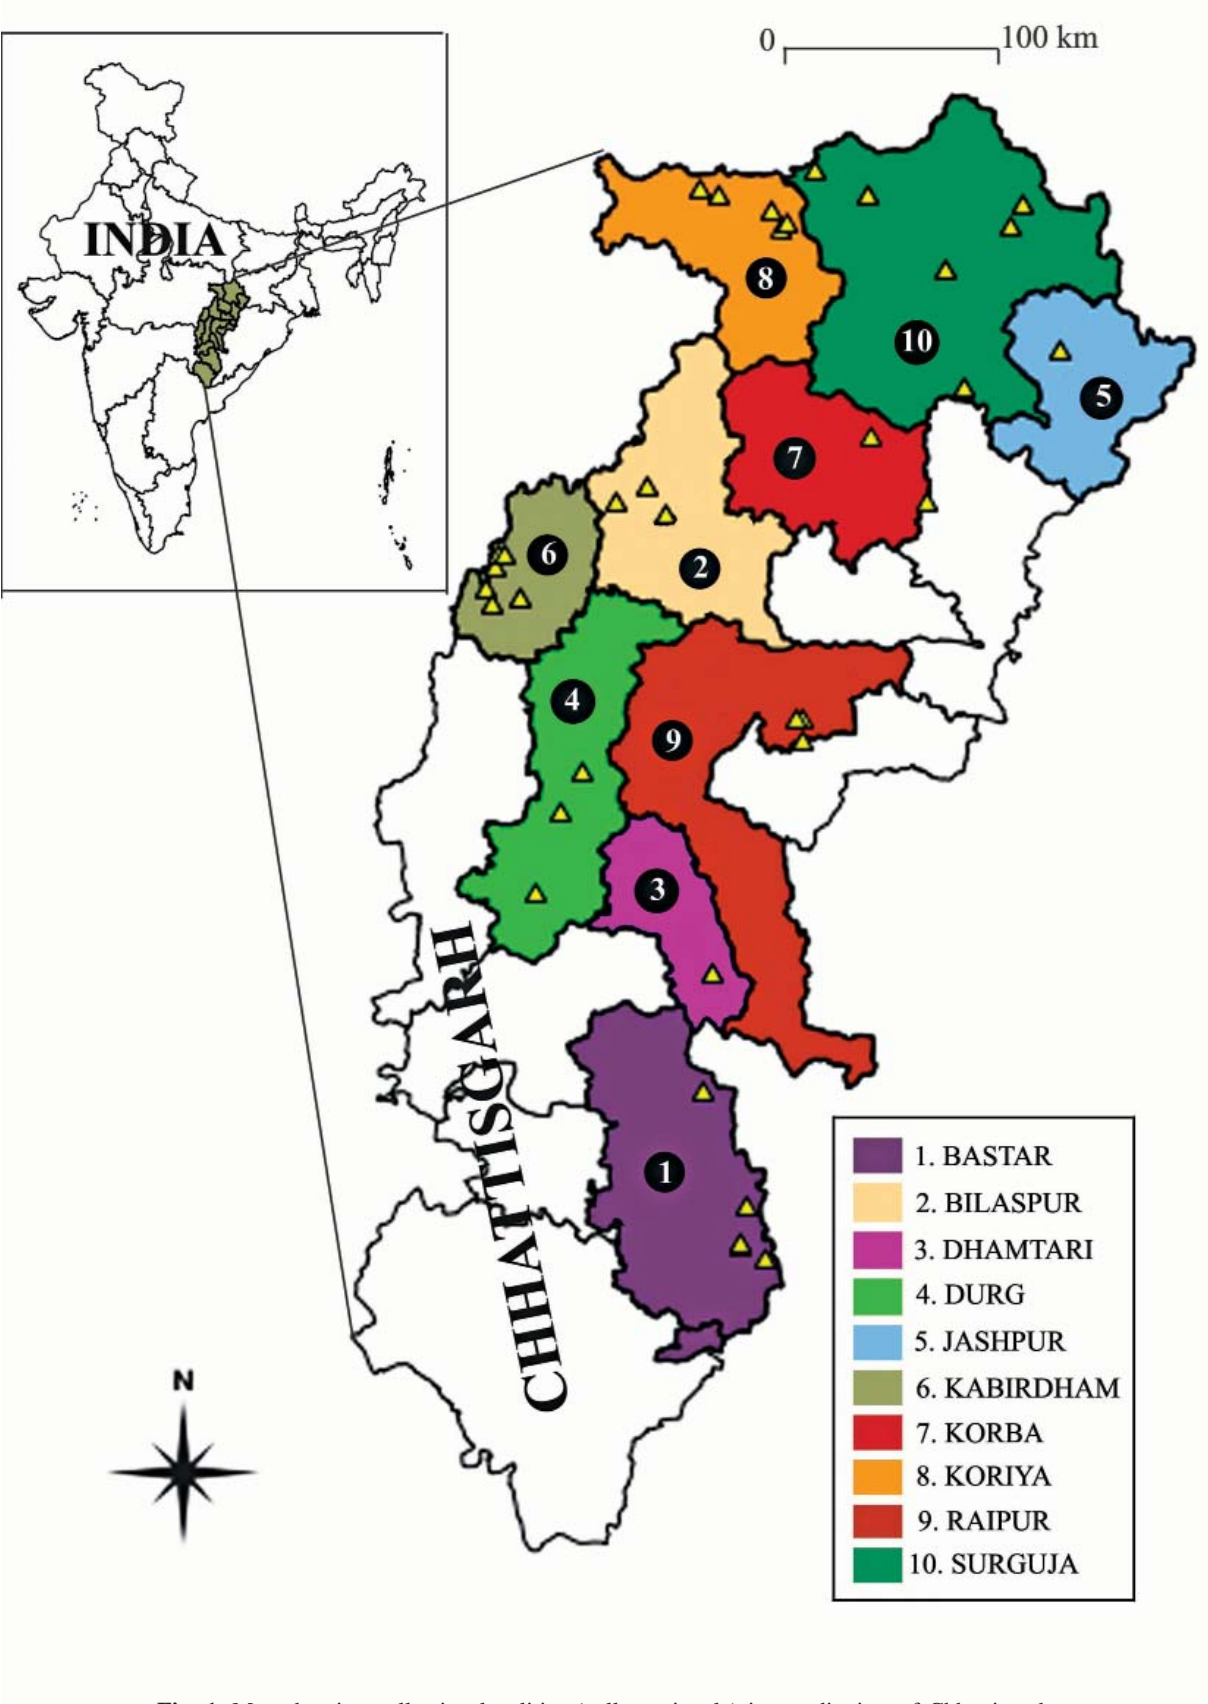 0 100 km
INDIA
8
10
5
7
6
2
4
9
3
CHHATTISGARH
1
1. BASTAR
2. BILASPUR
3. DHAMTARI
4. DURG
5. JASHPUR
6. KABIRDHAM
7. KORBA
8. KORIYA
9. RAIPUR
10. SURGUJA
N